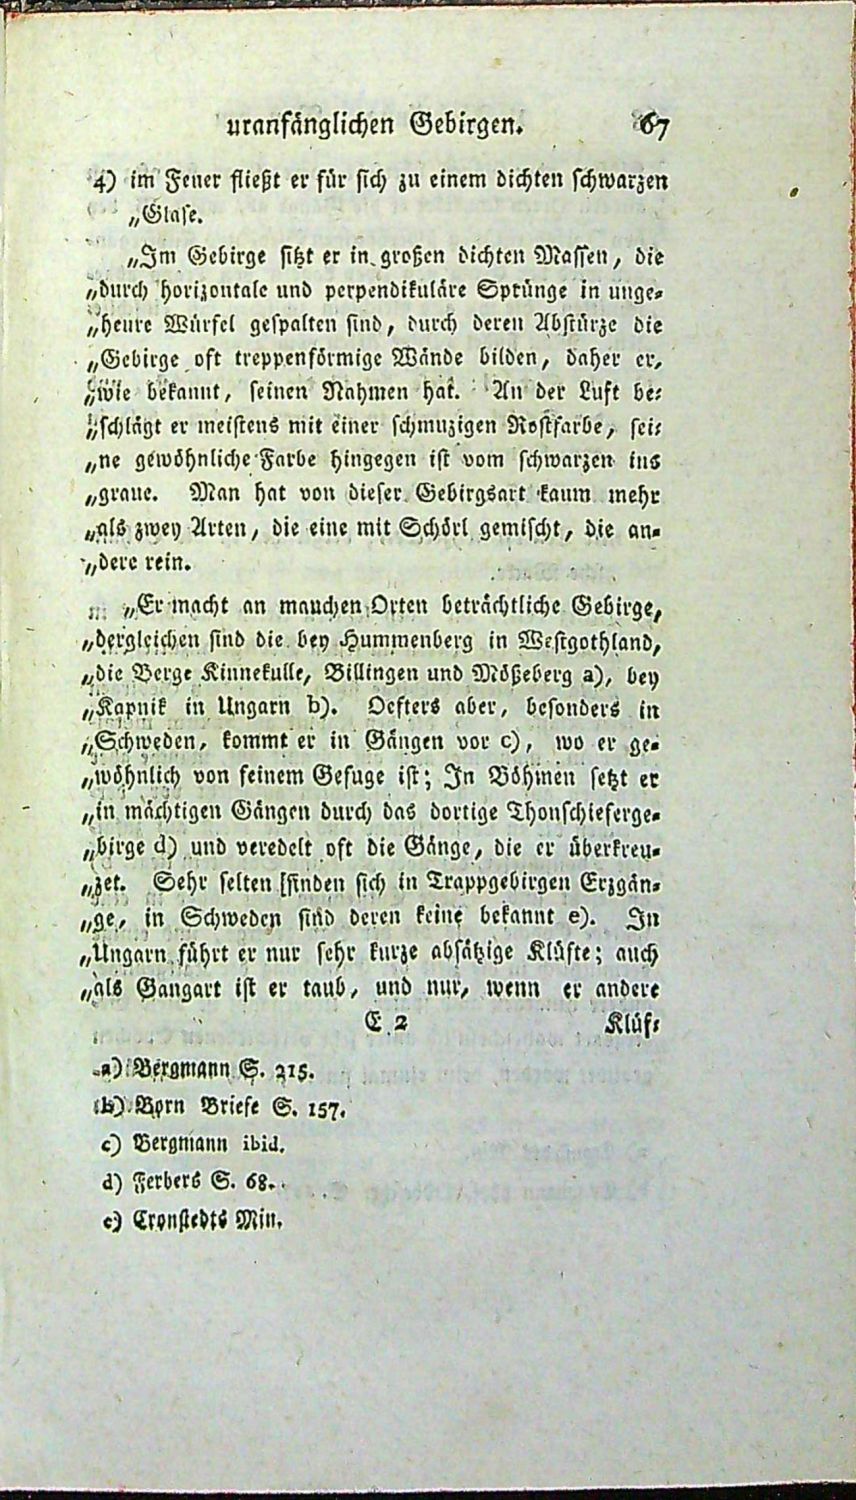 uranfänglichen Gebirgen. 67
4) im Feuer fließt er für sich zu einem dichten schwarzen
„Glase.
„Im Gebirge sitzt er in großen dichten Massen, die
„durch horizontale und perpendikuläre Sprünge in unge-
„heure Würfel gespalten sind, durch deren Abstürze die
„Gebirge oft treppenförmige Wände bilden, daher er,
„wie bekannt, seinen Nahmen hat. An der Luft be-
„schlägt er meistens mit einer schmuzigen Rostfarbe, sei-
„ne gewöhnliche Farbe hingegen ist vom schwarzen ins
„graue. Man hat von dieser Gebirgsart kaum mehr
„als zwey Arten, die eine mit Schörl gemischt, die an-
„dere rein.
„Er macht an manchen Orten beträchtliche Gebirge,
„dergleichen sind die bey Hummenberg in Westgothland,
„die Berge Kinnekulle, Billingen und Mößeberg a), bey
„Kapnik in Ungarn b). Oefters aber, besonders in
„Schweden, kommt er in Gängen vor c), wo er ge-
„wöhnlich von feinem Gefuge ist; In Böhmen setzt er
„in mächtigen Gängen durch das dortige Thonschieferge-
„birge d) und veredelt oft die Gänge, die er überkreu-
„zet. Sehr selten finden sich in Trappgebirgen Erzgän-
„ge, in Schweden sind deren keine bekannt e). In
„Ungarn führt er nur sehr kurze absätzige Klüfte; auch
„als Gangart ist er taub, und nur, wenn er andere
E 2 Klüf-
a) Bergmann S. 215.
b) Born Briefe S. 157.
c) Bergmann ibid.
d) Ferbers S. 68.
e) Cronstedts Min.